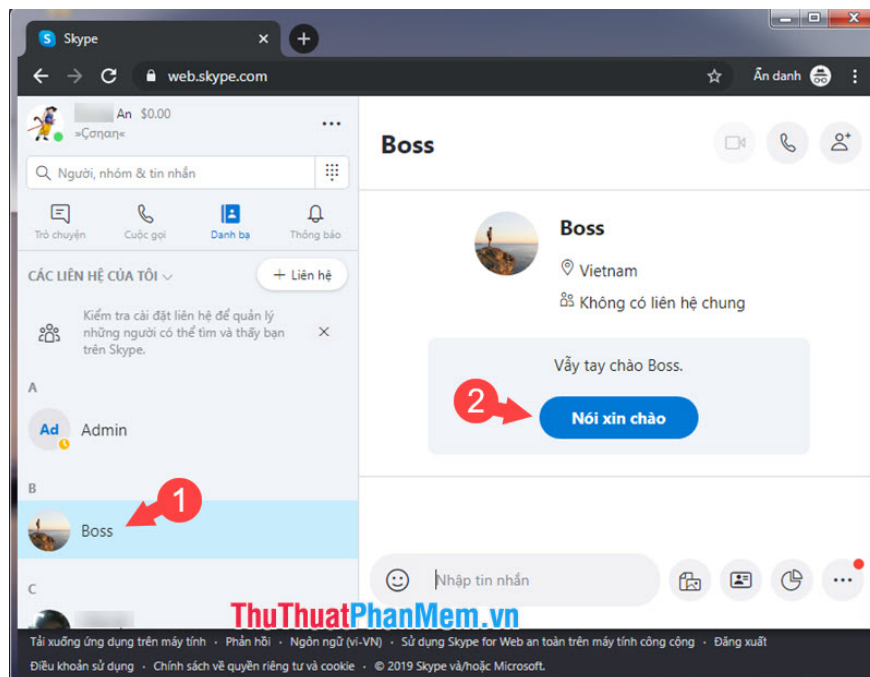 Skype
web.skype.com
Ẩn danh
An $0.00
»Çơηαη«
Người, nhóm & tin nhắn
Trò chuyện
Cuộc gọi
Danh bạ
Thông báo
CÁC LIÊN HỆ CỦA TÔI
+ Liên hệ
Kiểm tra cài đặt liên hệ để quản lý
những người có thể tìm và thấy bạn
trên Skype.
A
Ad
Admin
B
1
Boss
C
Boss
Boss
Vietnam
Không có liên hệ chung
Vẫy tay chào Boss.
2
Nói xin chào
Nhập tin nhắn
ThuThuatPhanMem.vn
Tải xuống ứng dụng trên máy tính · Phản hồi · Ngôn ngữ (vi-VN) · Sử dụng Skype for Web an toàn trên máy tính công cộng · Đăng xuất
Điều khoản sử dụng · Chính sách về quyền riêng tư và cookie · © 2019 Skype và/hoặc Microsoft.